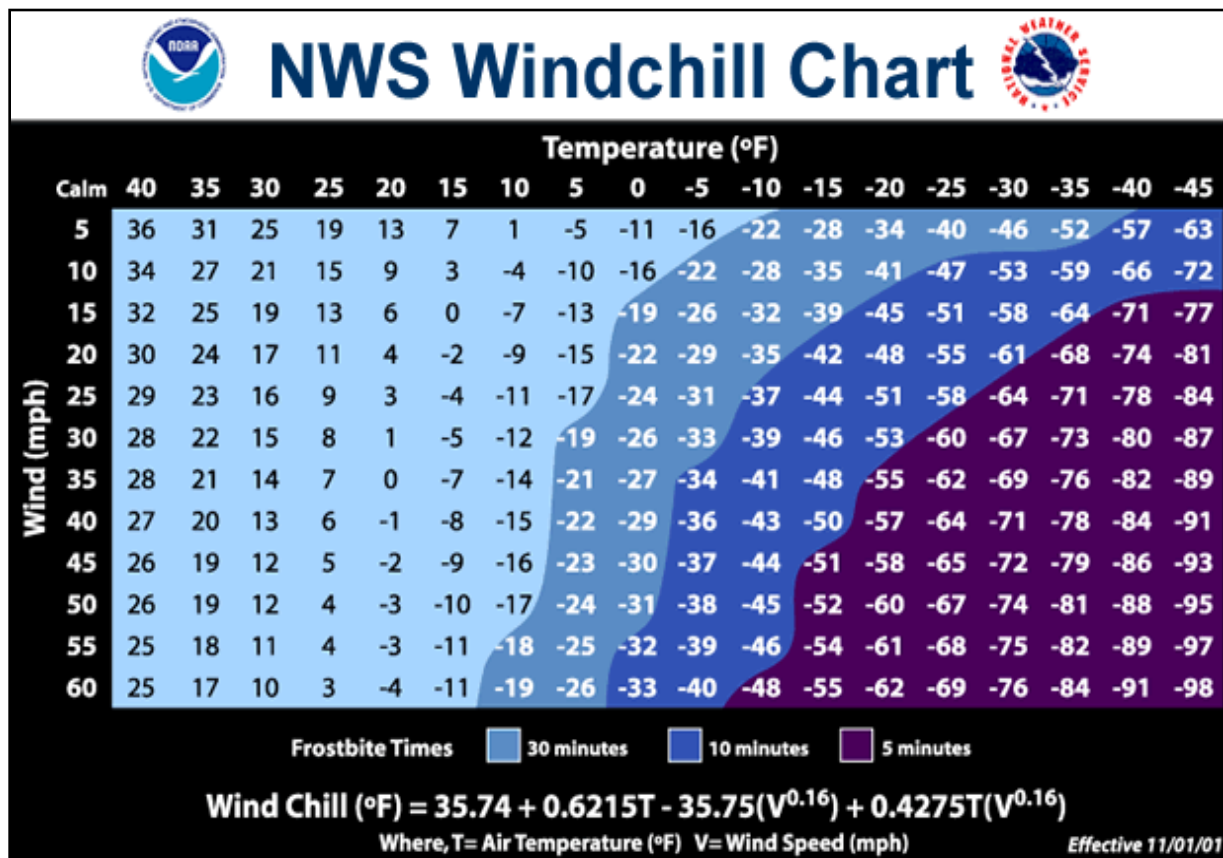 NOAA
NWS Windchill Chart
NATIONAL WEATHER SERVICE
Temperature (ºF)
Calm 40 35 30 25 20 15 10 5 0 -5 -10 -15 -20 -25 -30 -35 -40 -45
Wind (mph)
5 36 31 25 19 13 7 1 -5 -11 -16 -22 -28 -34 -40 -46 -52 -57 -63
10 34 27 21 15 9 3 -4 -10 -16 -22 -28 -35 -41 -47 -53 -59 -66 -72
15 32 25 19 13 6 0 -7 -13 -19 -26 -32 -39 -45 -51 -58 -64 -71 -77
20 30 24 17 11 4 -2 -9 -15 -22 -29 -35 -42 -48 -55 -61 -68 -74 -81
25 29 23 16 9 3 -4 -11 -17 -24 -31 -37 -44 -51 -58 -64 -71 -78 -84
30 28 22 15 8 1 -5 -12 -19 -26 -33 -39 -46 -53 -60 -67 -73 -80 -87
35 28 21 14 7 0 -7 -14 -21 -27 -34 -41 -48 -55 -62 -69 -76 -82 -89
40 27 20 13 6 -1 -8 -15 -22 -29 -36 -43 -50 -57 -64 -71 -78 -84 -91
45 26 19 12 5 -2 -9 -16 -23 -30 -37 -44 -51 -58 -65 -72 -79 -86 -93
50 26 19 12 4 -3 -10 -17 -24 -31 -38 -45 -52 -60 -67 -74 -81 -88 -95
55 25 18 11 4 -3 -11 -18 -25 -32 -39 -46 -54 -61 -68 -75 -82 -89 -97
60 25 17 10 3 -4 -11 -19 -26 -33 -40 -48 -55 -62 -69 -76 -84 -91 -98
Frostbite Times 30 minutes 10 minutes 5 minutes
Wind Chill (ºF) = 35.74 + 0.6215T - 35.75(V^0.16) + 0.4275T(V^0.16)
Where, T= Air Temperature (ºF) V= Wind Speed (mph)
Effective 11/01/01